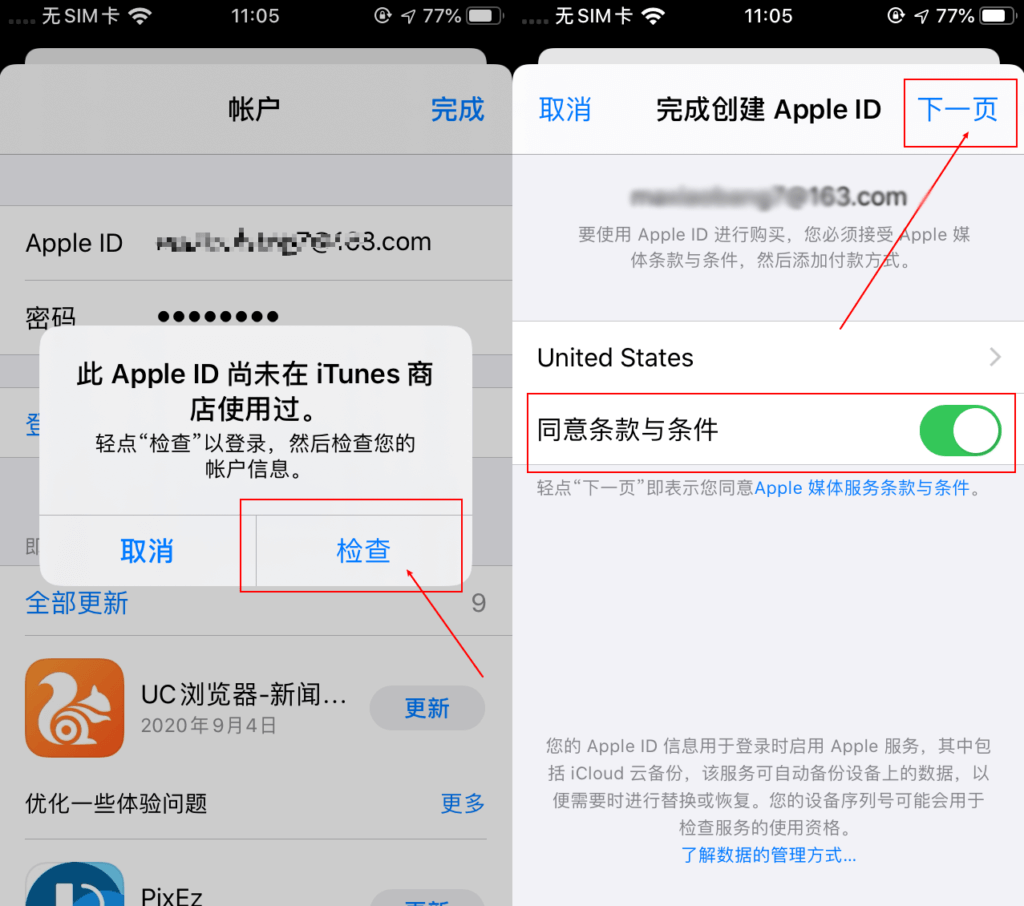 无SIM卡
11:05
77%
帐户
完成
Apple ID
3.com
密码
此 Apple ID 尚未在 iTunes 商
店使用过。
轻点“检查”以登录，然后检查您的
帐户信息。
取消
检查
全部更新
9
UC浏览器-新闻…
更新
2020年9月4日
优化一些体验问题
更多
PixEz
无SIM卡
11:05
77%
取消
完成创建 Apple ID
下一页
@163.com
要使用 Apple ID 进行购买，您必须接受 Apple 媒
体条款与条件，然后添加付款方式。
United States
同意条款与条件
轻点“下一页”即表示您同意Apple 媒体服务条款与条件。
您的 Apple ID 信息用于登录时启用 Apple 服务，其中包
括 iCloud 云备份，该服务可自动备份设备上的数据，以
便需要时进行替换或恢复。您的设备序列号可能会用于
检查服务的使用资格。
了解数据的管理方式...